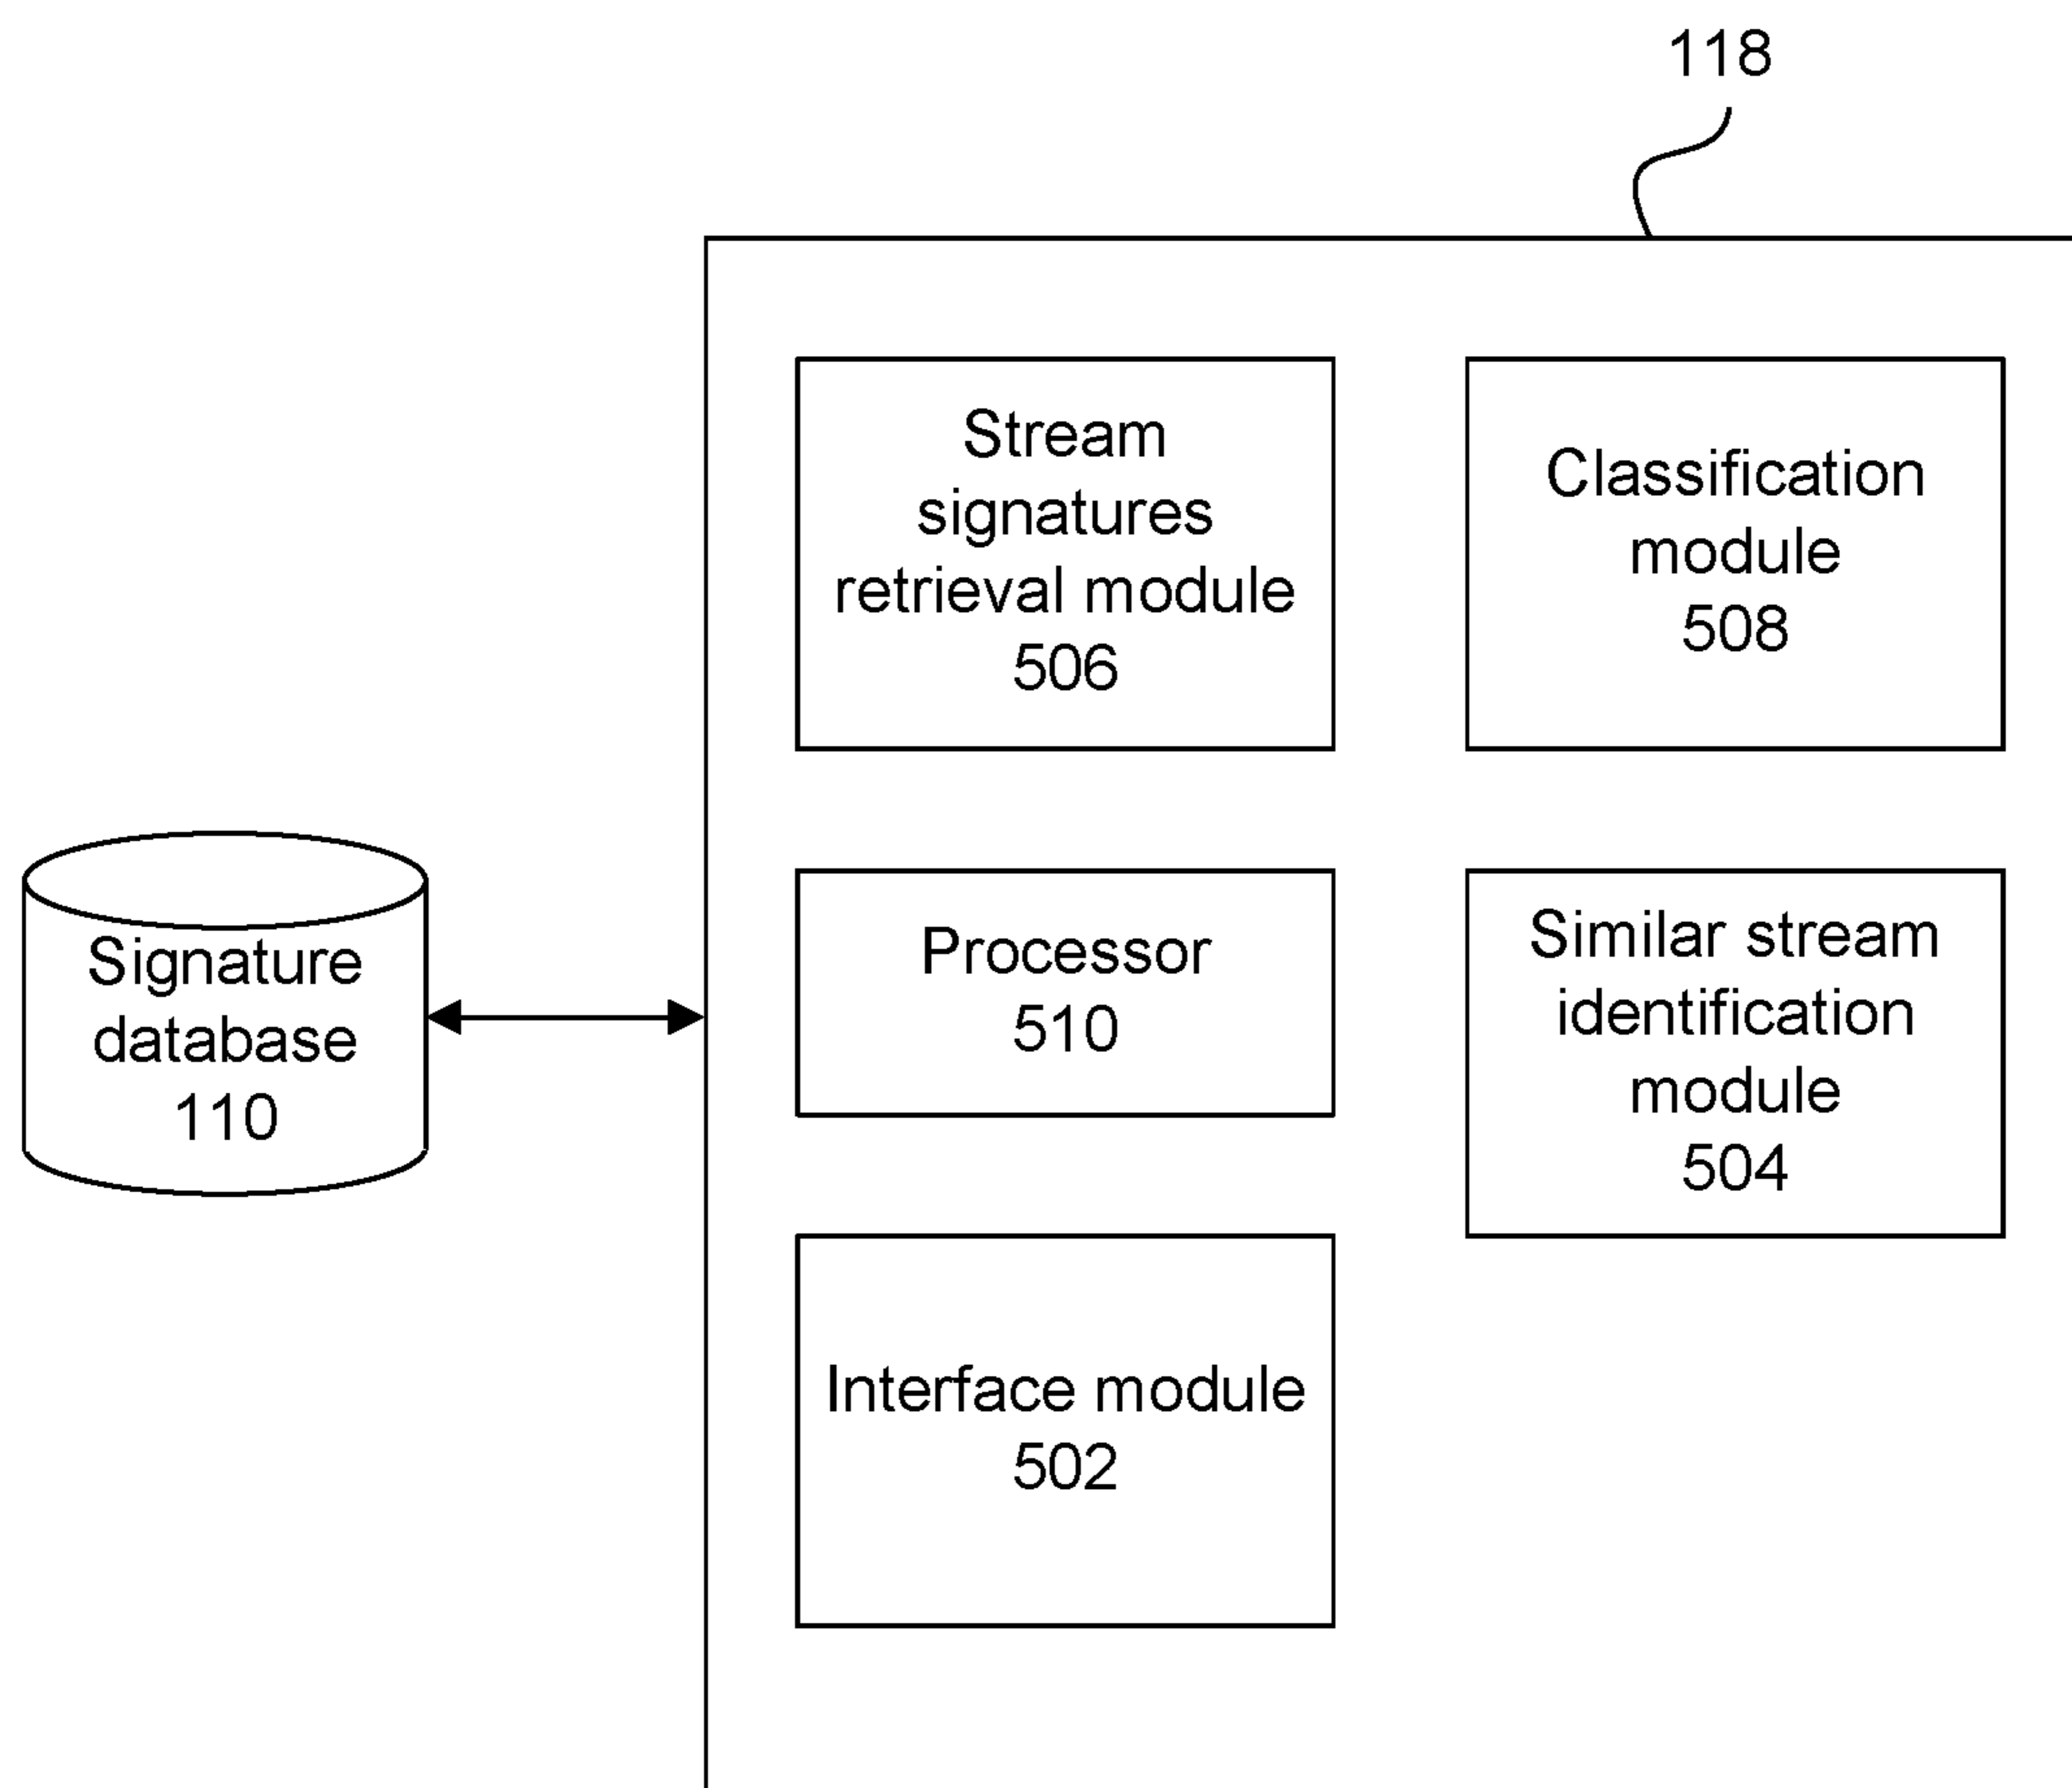 118
Stream
signatures
retrieval module
506
Classification
module
508
Signature
database
110
Processor
510
Similar stream
identification
module
504
Interface module
502